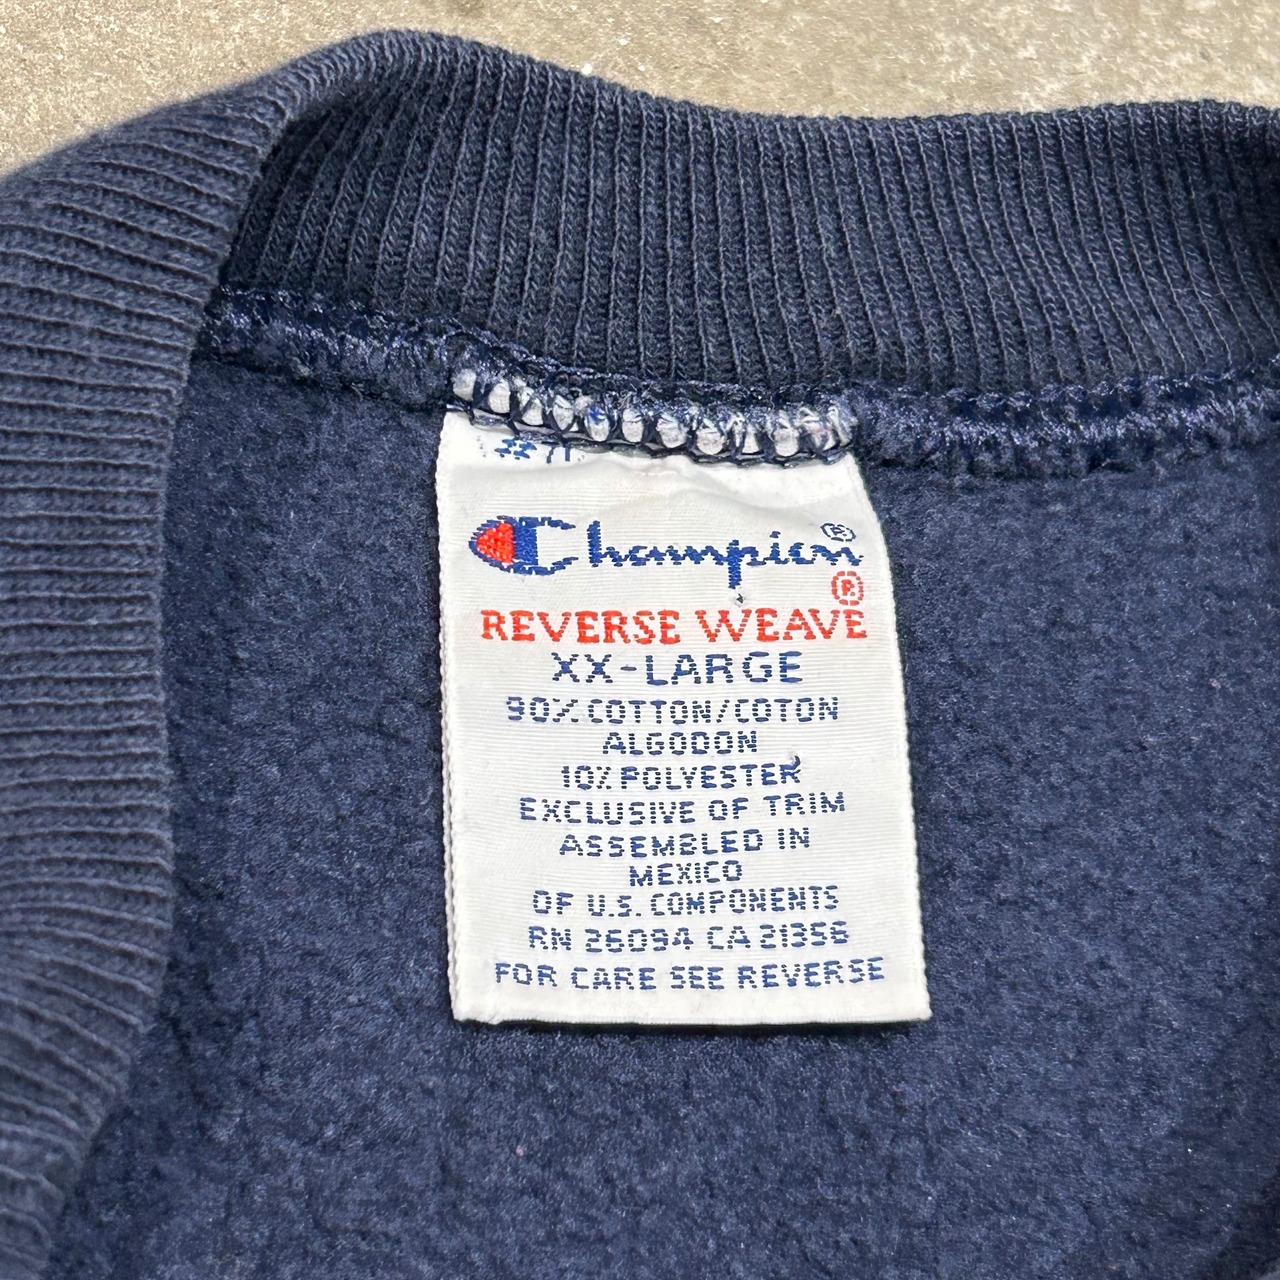 Champion®
®
REVERSE WEAVE
XX-LARGE
90% COTTON/COTON
ALGODON
10% POLYESTER
EXCLUSIVE OF TRIM
ASSEMBLED IN
MEXICO
OF U.S. COMPONENTS
RN 26094 CA 21356
FOR CARE SEE REVERSE